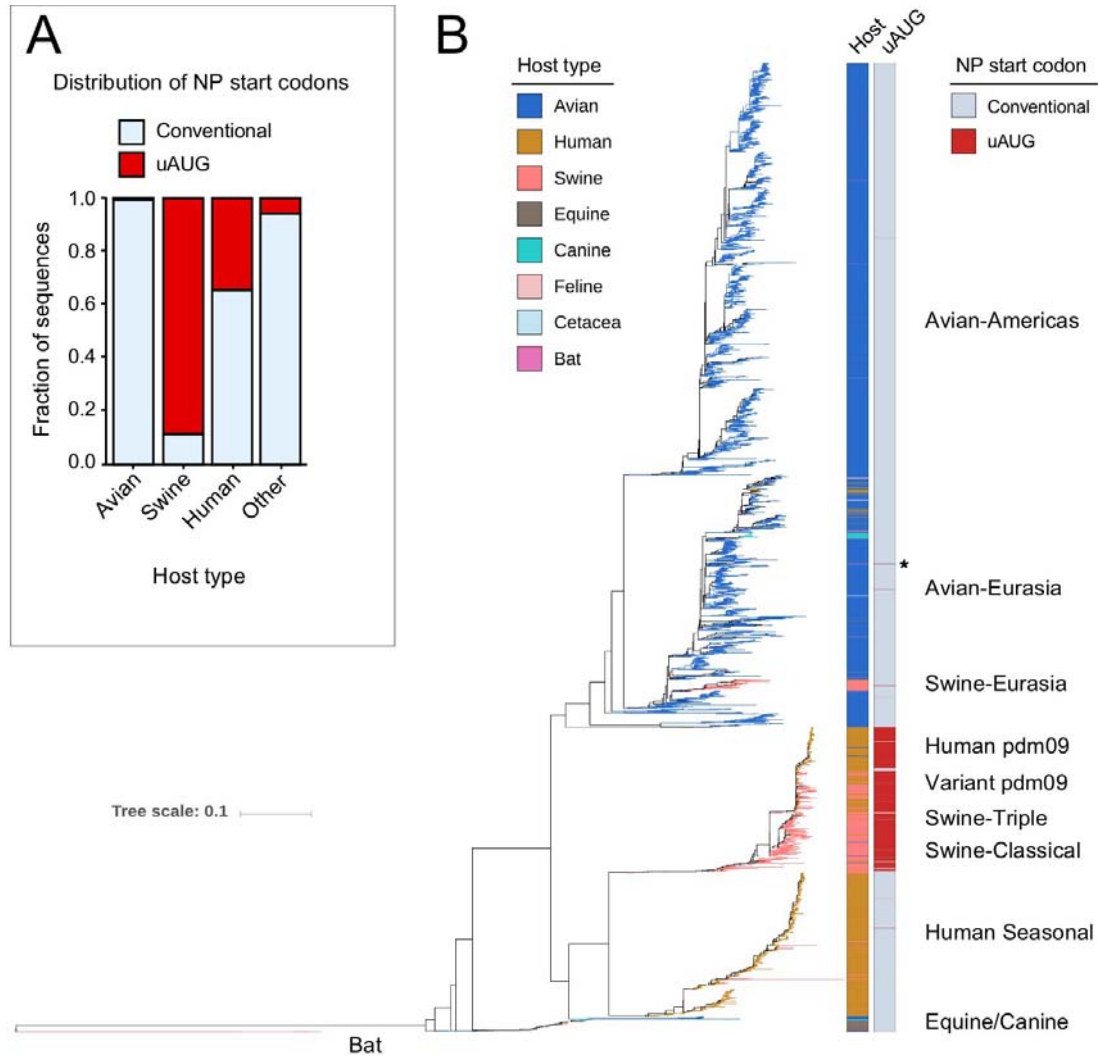 A
Distribution of NP start codons
Conventional
uAUG
Fraction of sequences
1.0
0.8
0.6
0.4
0.2
0.0
Avian
Swine
Human
Other
Host type
B
Host type
Avian
Human
Swine
Equine
Canine
Feline
Cetacea
Bat
Host
uAUG
NP start codon
Conventional
uAUG
Avian-Americas
*
Avian-Eurasia
Swine-Eurasia
Human pdm09
Variant pdm09
Swine-Triple
Swine-Classical
Human Seasonal
Equine/Canine
Tree scale: 0.1
Bat